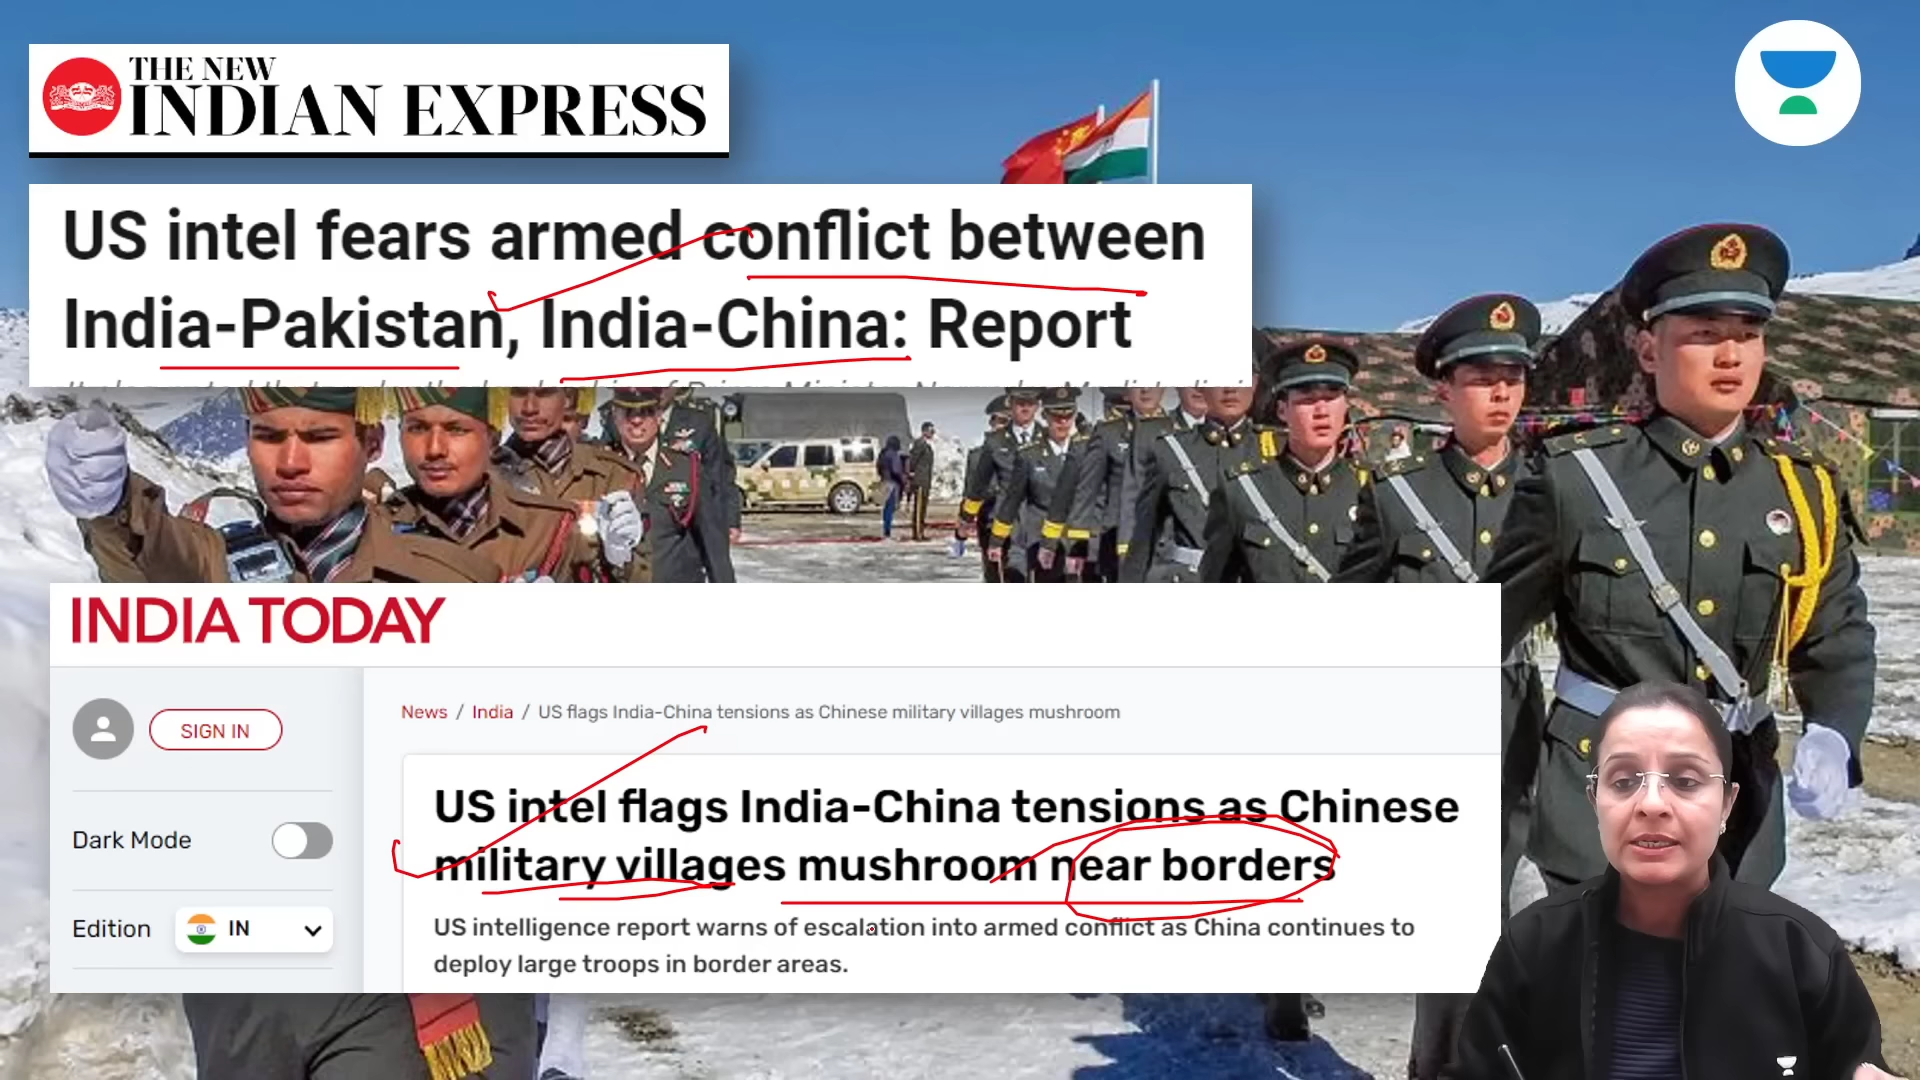 THE NEW
INDIAN EXPRESS
US intel fears armed conflict between
India-Pakistan, India-China: Report
INDIA TODAY
SIGN IN
Dark Mode
Edition
IN
News / India / US flags India-China tensions as Chinese military villages mushroom
US intel flags India-China tensions as Chinese
military villages mushroom near borders
US intelligence report warns of escalation into armed conflict as China continues to
deploy large troops in border areas.